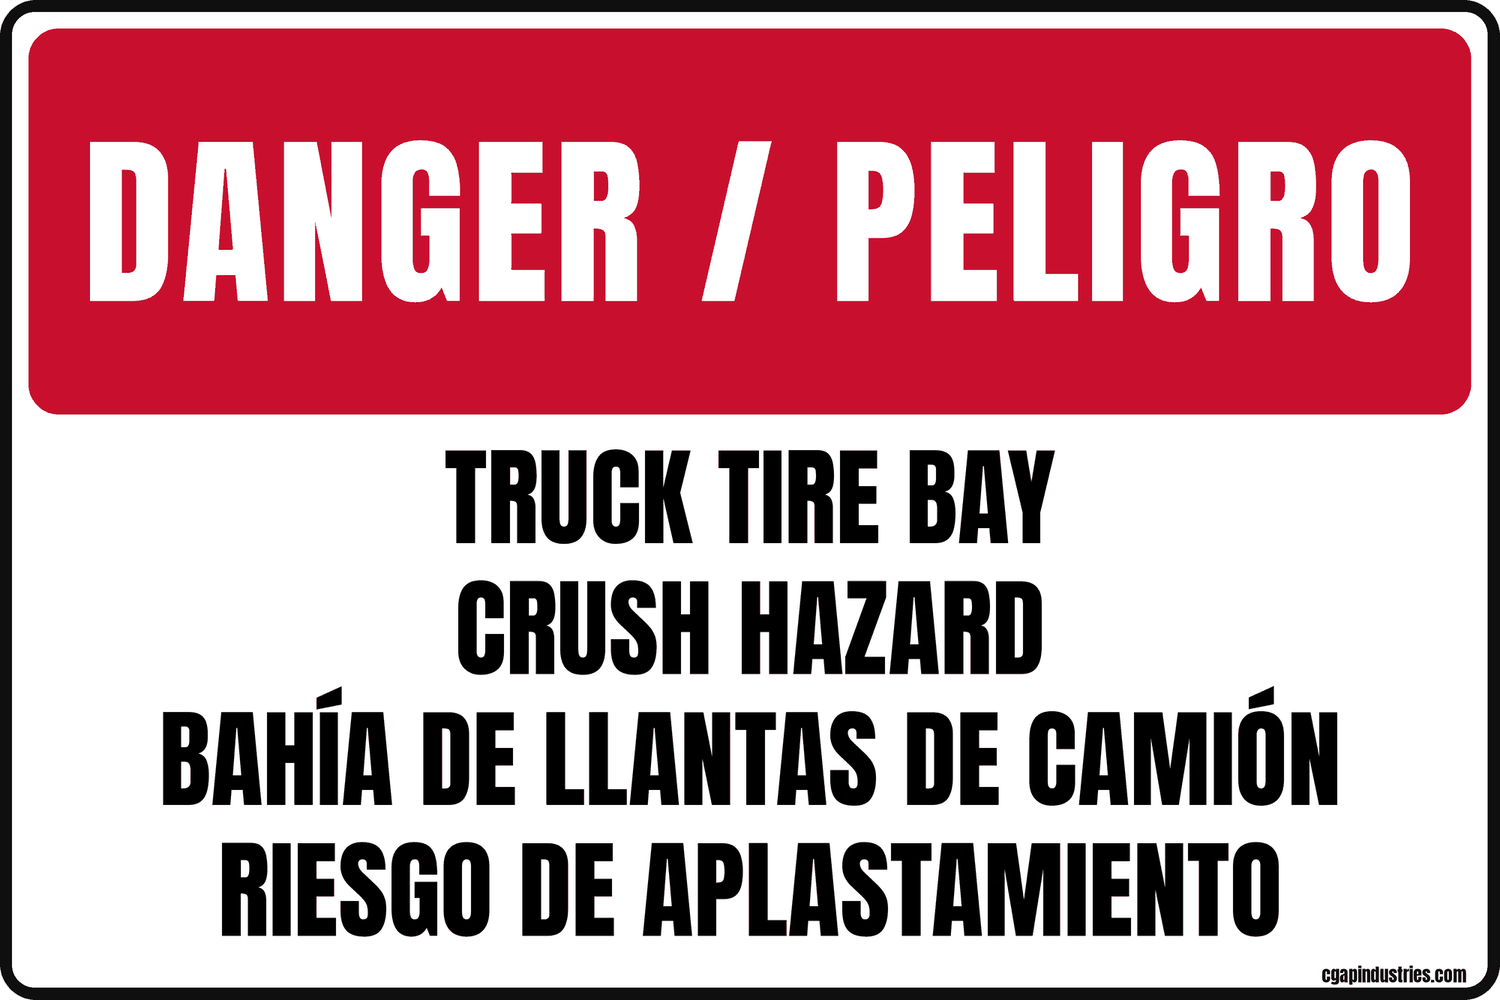 DANGER / PELIGRO
TRUCK TIRE BAY
CRUSH HAZARD
BAHÍA DE LLANTAS DE CAMIÓN
RIESGO DE APLASTAMIENTO
cgapindustries.com